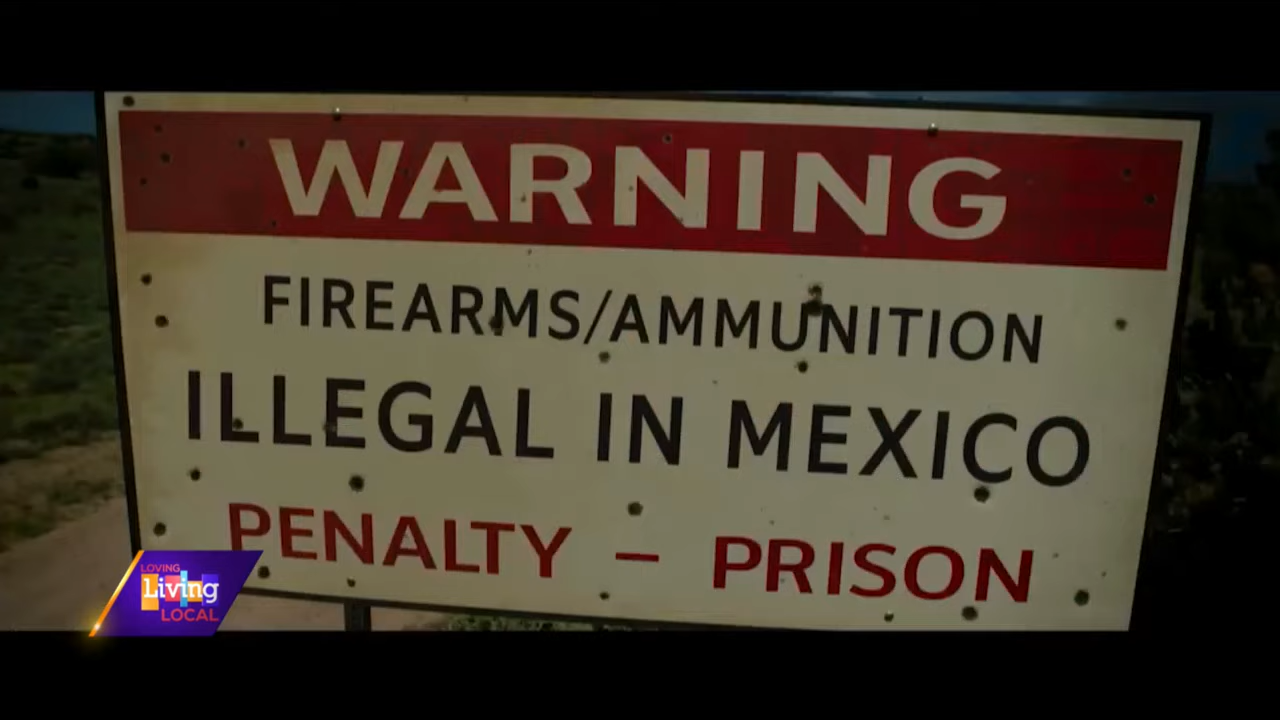 WARNING
FIREARMS/AMMUNITION
ILLEGAL IN MEXICO
PENALTY – PRISON
LOVING
Living
LOCAL